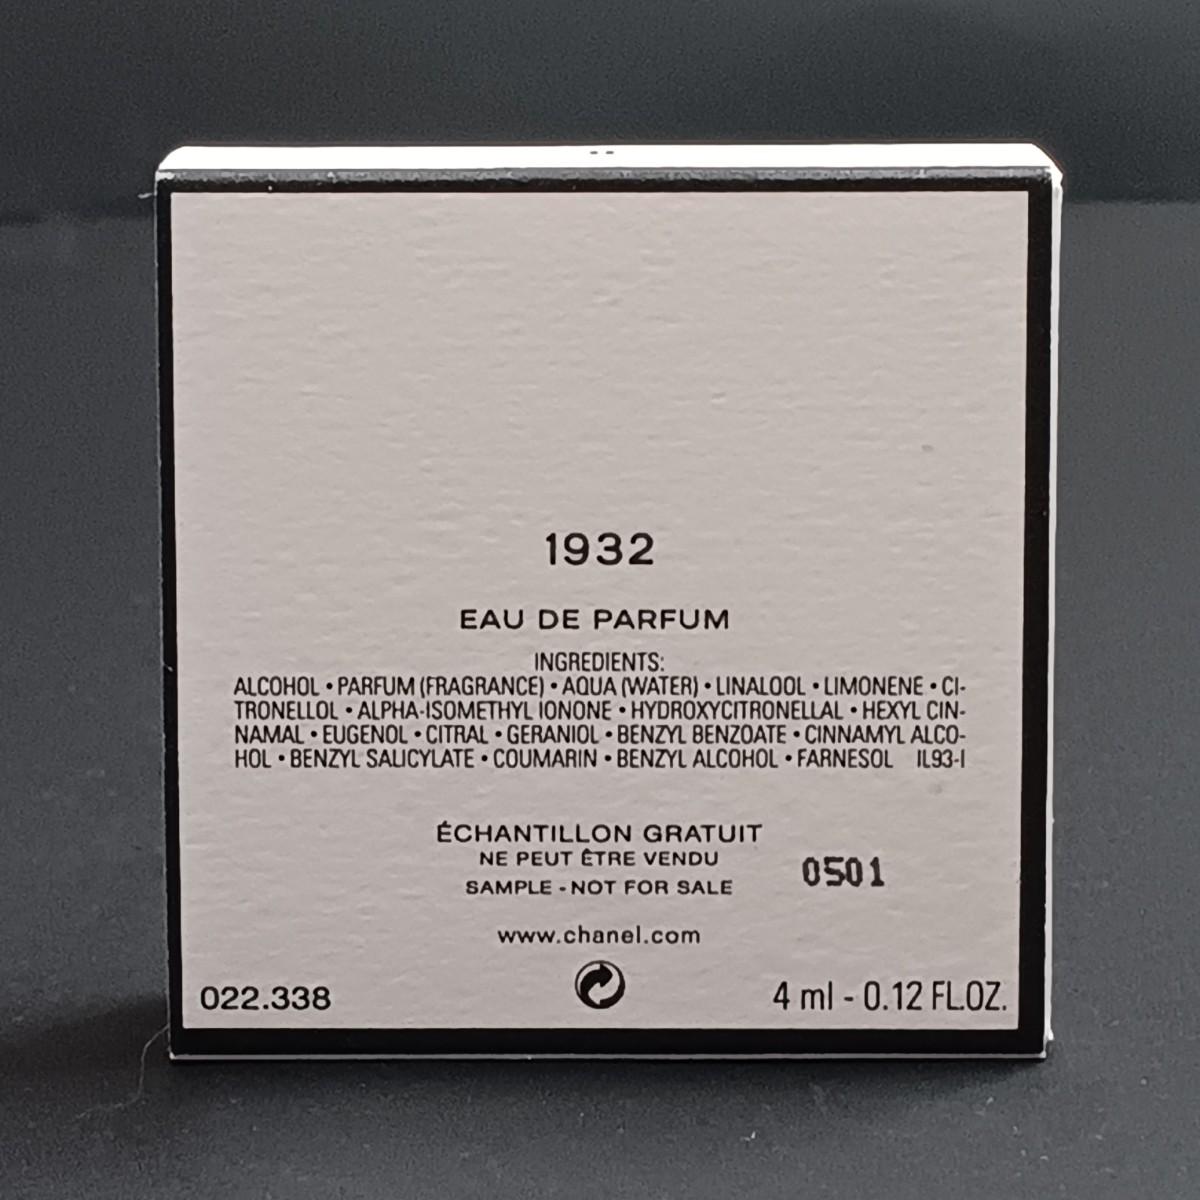 1932
EAU DE PARFUM
INGREDIENTS:
ALCOHOL • PARFUM (FRAGRANCE) • AQUA (WATER) • LINALOOL • LIMONENE • CI-
TRONELLOL • ALPHA-ISOMETHYL IONONE • HYDROXYCITRONELLAL • HEXYL CIN-
NAMAL • EUGENOL • CITRAL • GERANIOL • BENZYL BENZOATE • CINNAMYL ALCO-
HOL • BENZYL SALICYLATE • COUMARIN • BENZYL ALCOHOL • FARNESOL IL93-I
ÉCHANTILLON GRATUIT
NE PEUT ÊTRE VENDU
SAMPLE - NOT FOR SALE
0501
www.chanel.com
022.338
4 ml - 0.12 FL.OZ.